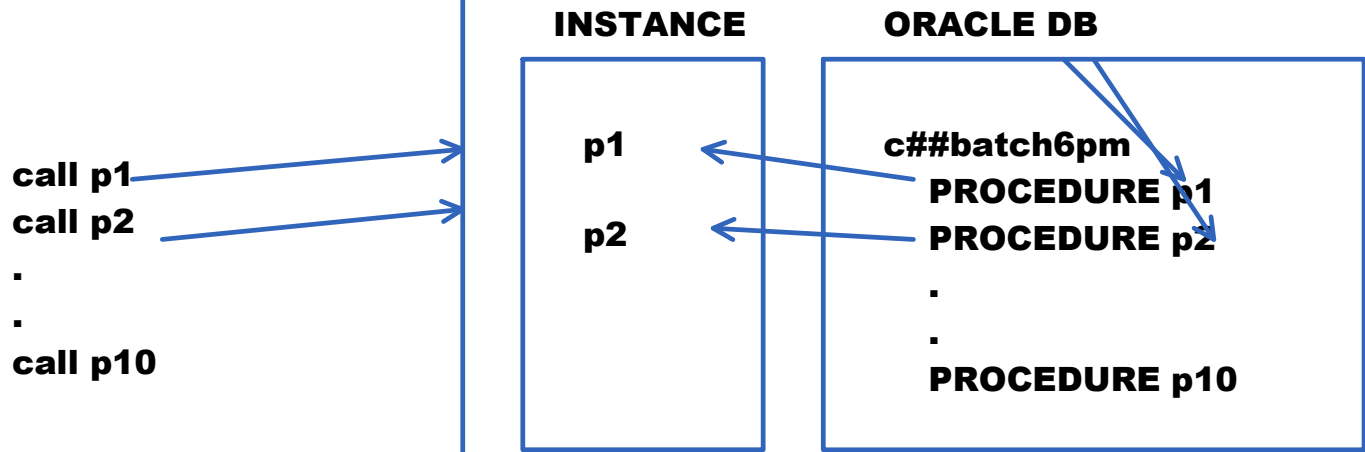 INSTANCE
ORACLE DB
call p1
call p2
.
.
call p10
p1
p2
c##batch6pm
PROCEDURE p1
PROCEDURE p2
.
.
PROCEDURE p10